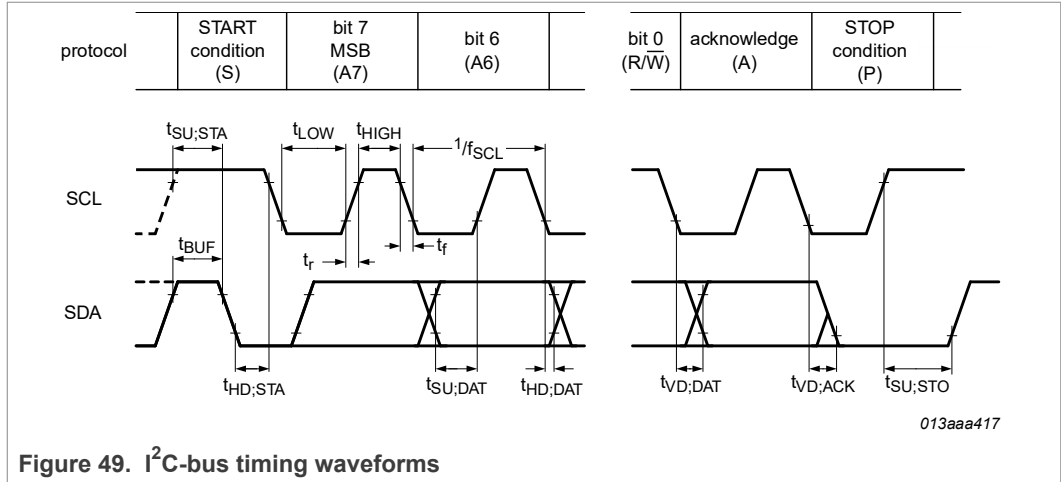 protocol
START condition (S)
bit 7 MSB (A7)
bit 6 (A6)
bit 0 (R/W̅)
acknowledge (A)
STOP condition (P)
tSU;STA
tLOW
tHIGH
1/fSCL
SCL
tBUF
tr
tf
SDA
tHD;STA
tSU;DAT
tHD;DAT
tVD;DAT
tVD;ACK
tSU;STO
013aaa417
Figure 49. I²C-bus timing waveforms